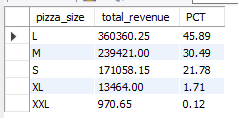 pizza_size total_revenue PCT
L 360360.25 45.89
M 239421.00 30.49
S 171058.15 21.78
XL 13464.00 1.71
XXL 970.65 0.12